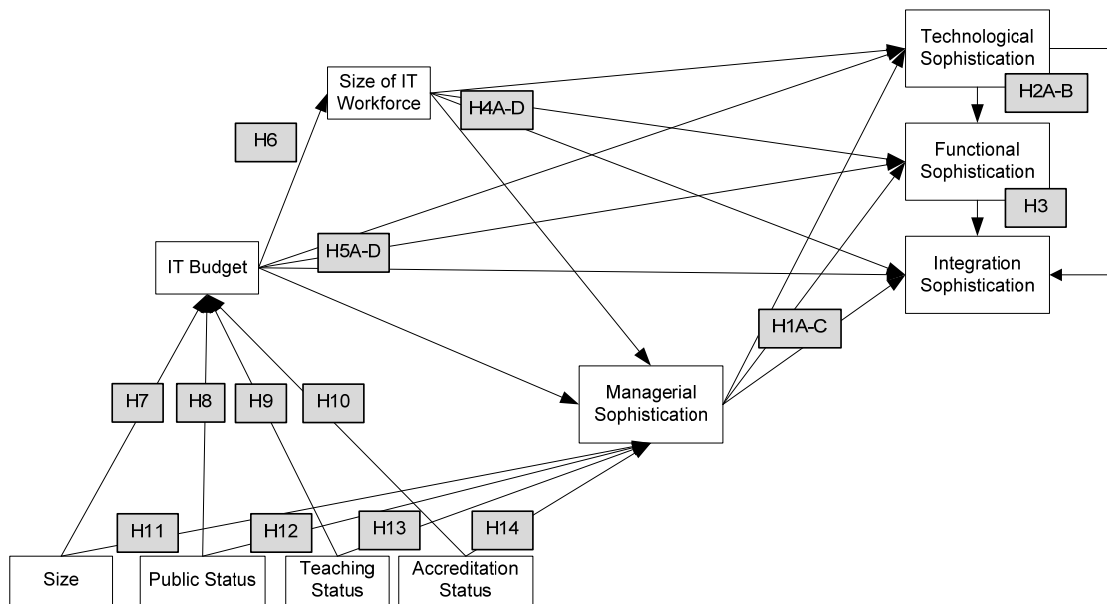 Technological
Sophistication
Size of IT
Workforce
H2A-B
H4A-D
H6
Functional
Sophistication
H3
H5A-D
IT Budget
Integration
Sophistication
H1A-C
H7
H8
H9
H10
Managerial
Sophistication
H11
H12
H13
H14
Size
Public Status
Teaching
Status
Accreditation
Status